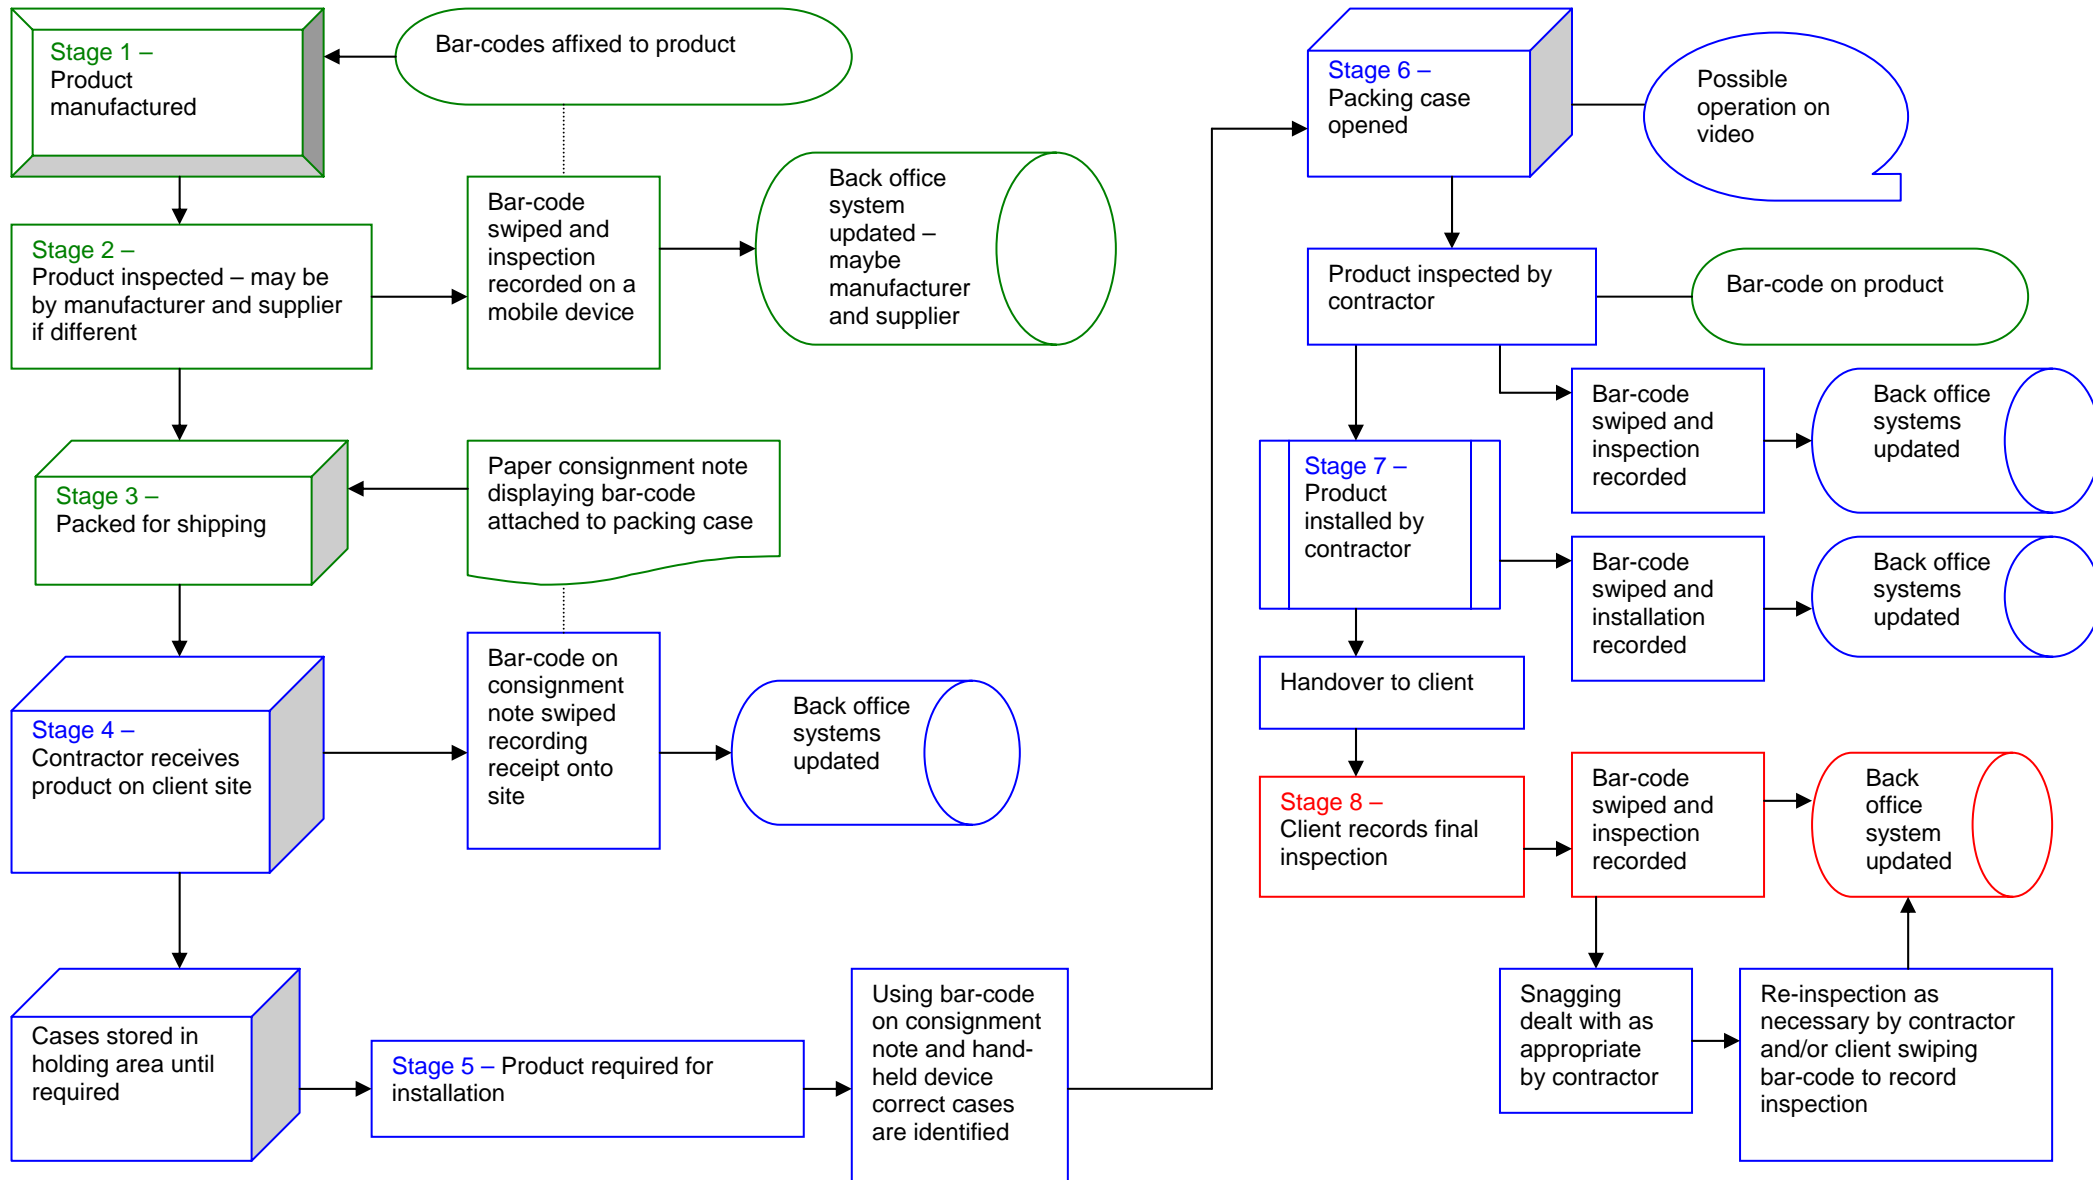 Stage 1 –
Product
manufactured
Bar-codes affixed to product
Stage 2 –
Product inspected – may be
by manufacturer and supplier
if different
Bar-code
swiped and
inspection
recorded on a
mobile device
Back office
system
updated –
maybe
manufacturer
and supplier
Stage 3 –
Packed for shipping
Paper consignment note
displaying bar-code
attached to packing case
Stage 4 –
Contractor receives
product on client site
Bar-code on
consignment
note swiped
recording
receipt onto
site
Back office
systems
updated
Cases stored in
holding area until
required
Stage 5 – Product required for
installation
Using bar-code
on consignment
note and hand-
held device
correct cases
are identified
Stage 6 –
Packing case
opened
Possible
operation on
video
Product inspected by
contractor
Bar-code on product
Bar-code
swiped and
inspection
recorded
Back office
systems
updated
Stage 7 –
Product
installed by
contractor
Bar-code
swiped and
installation
recorded
Back office
systems
updated
Handover to client
Stage 8 –
Client records final
inspection
Bar-code
swiped and
inspection
recorded
Back
office
system
updated
Snagging
dealt with as
appropriate
by contractor
Re-inspection as
necessary by contractor
and/or client swiping
bar-code to record
inspection